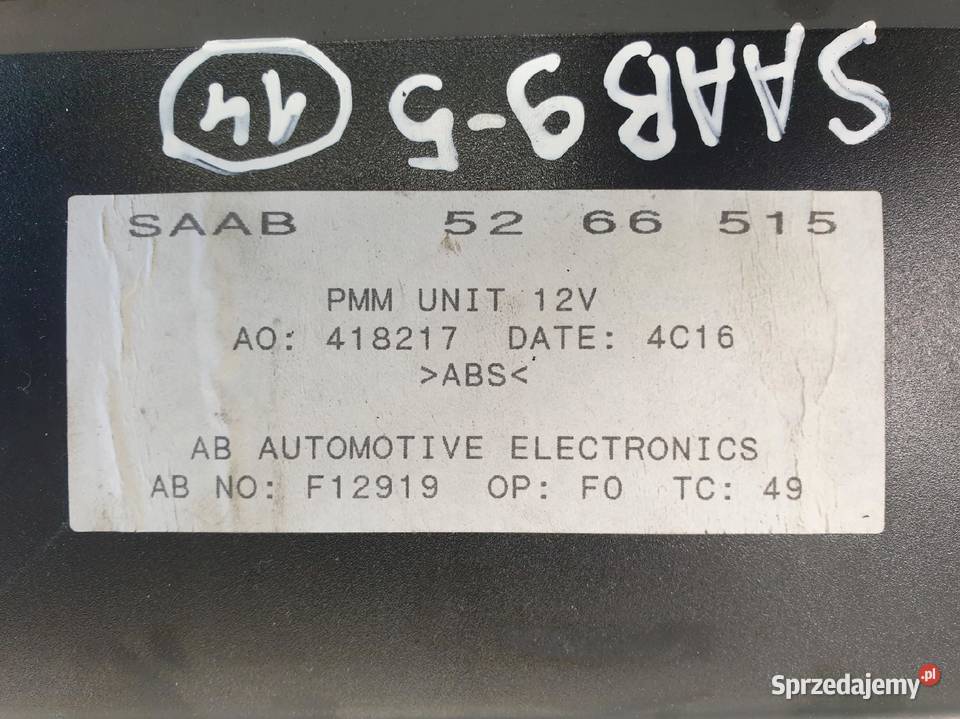 SAAB 9-5 14
SAAB 52 66 515
PMM UNIT 12V
AO: 418217 DATE: 4C16
>ABS<
AB AUTOMOTIVE ELECTRONICS
AB NO: F12919 OP: F0 TC: 49
Sprzedajemy.pl